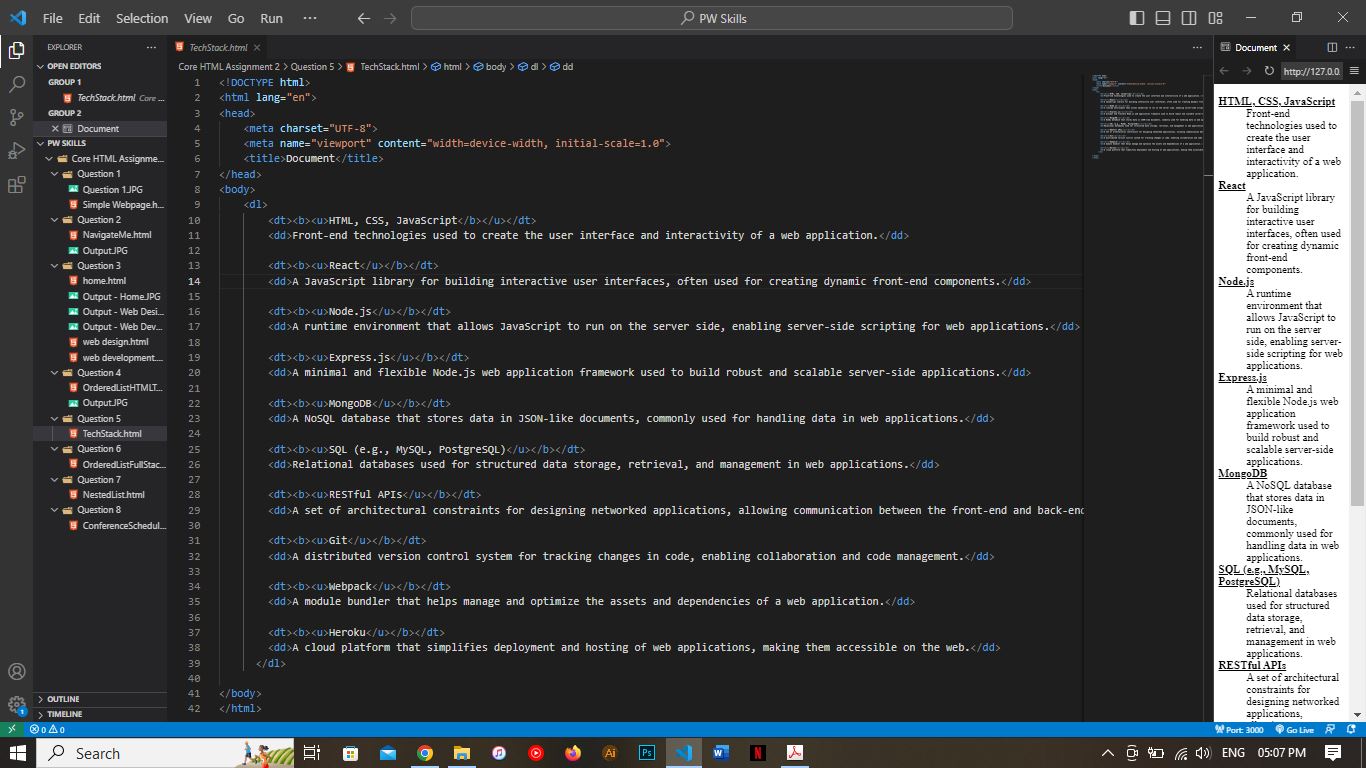 File Edit Selection View Go Run ··· PW Skills
EXPLORER ···
OPEN EDITORS
GROUP 1
TechStack.html Core ...
GROUP 2
Document
PW SKILLS
Core HTML Assignme...
Question 1
Question 1.JPG
Simple Webpage.h...
Question 2
NavigateMe.html
Output.JPG
Question 3
home.html
Output - Home.JPG
Output - Web Desi...
Output - Web Dev...
web design.html
web development....
Question 4
OrderedListHTMLT...
Output.JPG
Question 5
TechStack.html
Question 6
OrderedListFullStac...
Question 7
NestedList.html
Question 8
ConferenceSchedul...
OUTLINE
TIMELINE
TechStack.html
Core HTML Assignment 2 > Question 5 > TechStack.html > html > body > dl > dd
1 <!DOCTYPE html>
2 <html lang="en">
3 <head>
4 <meta charset="UTF-8">
5 <meta name="viewport" content="width=device-width, initial-scale=1.0">
6 <title>Document</title>
7 </head>
8 <body>
9 <dl>
10 <dt><b><u>HTML, CSS, JavaScript</b></u></dt>
11 <dd>Front-end technologies used to create the user interface and interactivity of a web application.</dd>
12
13 <dt><b><u>React</u></b></dt>
14 <dd>A JavaScript library for building interactive user interfaces, often used for creating dynamic front-end components.</dd>
15
16 <dt><b><u>Node.js</u></b></dt>
17 <dd>A runtime environment that allows JavaScript to run on the server side, enabling server-side scripting for web applications.</dd>
18
19 <dt><b><u>Express.js</u></b></dt>
20 <dd>A minimal and flexible Node.js web application framework used to build robust and scalable server-side applications.</dd>
21
22 <dt><b><u>MongoDB</u></b></dt>
23 <dd>A NoSQL database that stores data in JSON-like documents, commonly used for handling data in web applications.</dd>
24
25 <dt><b><u>SQL (e.g., MySQL, PostgreSQL)</u></b></dt>
26 <dd>Relational databases used for structured data storage, retrieval, and management in web applications.</dd>
27
28 <dt><b><u>RESTful APIs</u></b></dt>
29 <dd>A set of architectural constraints for designing networked applications, allowing communication between the front-end and back-end
30
31 <dt><b><u>Git</u></b></dt>
32 <dd>A distributed version control system for tracking changes in code, enabling collaboration and code management.</dd>
33
34 <dt><b><u>Webpack</u></b></dt>
35 <dd>A module bundler that helps manage and optimize the assets and dependencies of a web application.</dd>
36
37 <dt><b><u>Heroku</u></b></dt>
38 <dd>A cloud platform that simplifies deployment and hosting of web applications, making them accessible on the web.</dd>
39 </dl>
40
41 </body>
42 </html>
Document
http://127.0.0.
HTML, CSS, JavaScript
Front-end
technologies used to
create the user
interface and
interactivity of a web
application.
React
A JavaScript library
for building
interactive user
interfaces, often used
for creating dynamic
front-end
components.
Node.js
A runtime
environment that
allows JavaScript to
run on the server
side, enabling server-
side scripting for web
applications.
Express.js
A minimal and
flexible Node.js web
application
framework used to
build robust and
scalable server-side
applications.
MongoDB
A NoSQL database
that stores data in
JSON-like
documents,
commonly used for
handling data in web
applications.
SQL (e.g., MySQL,
PostgreSQL)
Relational databases
used for structured
data storage,
retrieval, and
management in web
applications.
RESTful APIs
A set of architectural
constraints for
designing networked
applications,
1
0 0 Port: 3000 Go Live
Search Ai Ps W N ENG 05:07 PM